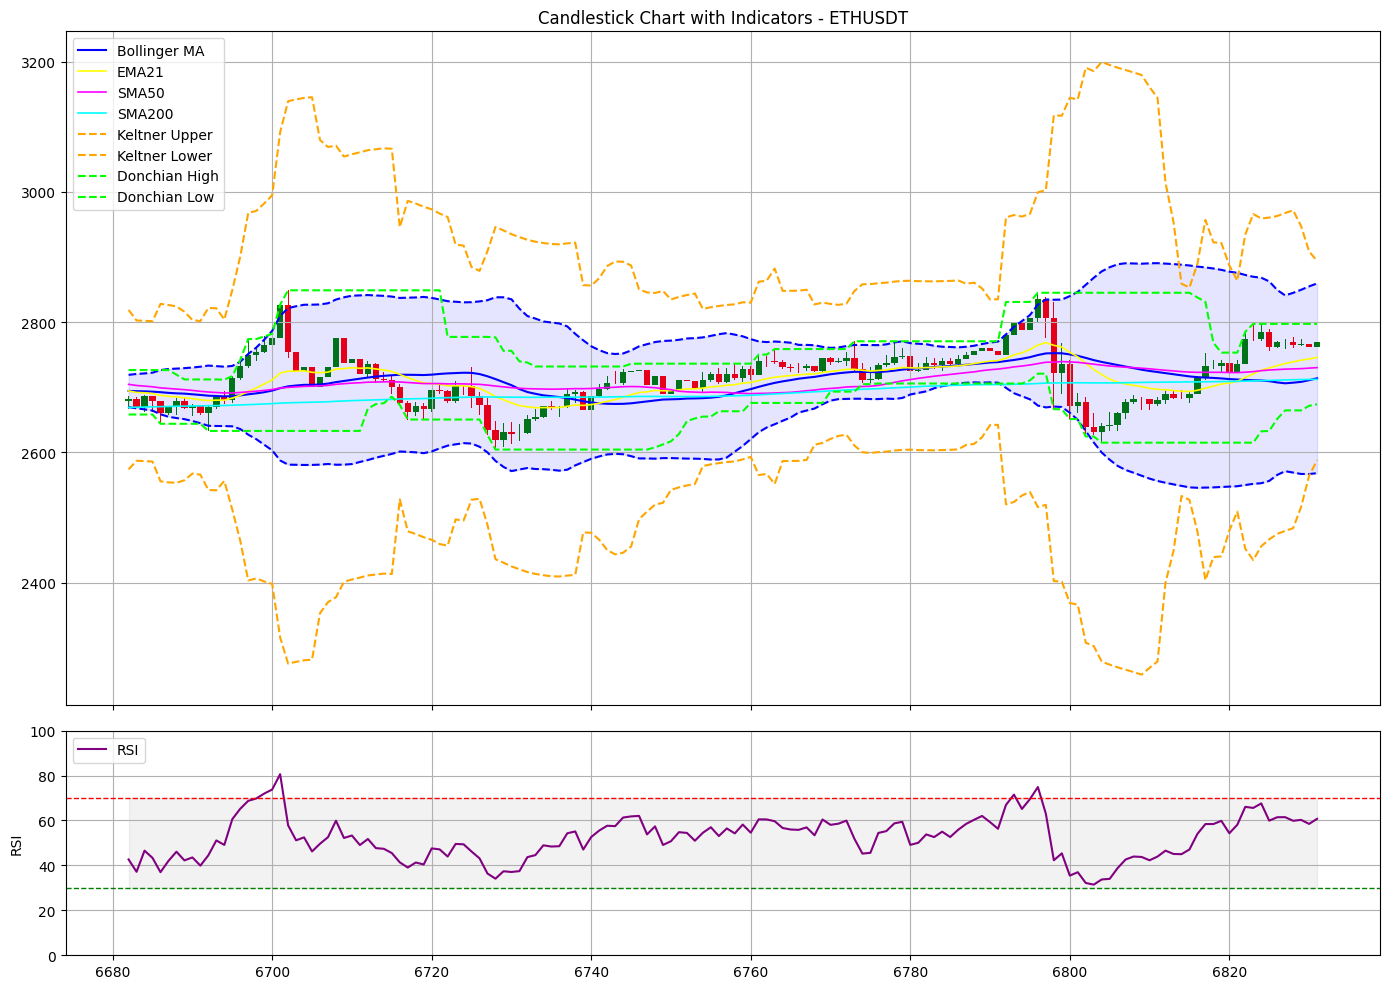 Candlestick Chart with Indicators - ETHUSDT
Bollinger MA
EMA21
SMA50
SMA200
Keltner Upper
Keltner Lower
Donchian High
Donchian Low
3200
3000
2800
2600
2400
RSI
100
80
60
40
20
0
RSI
6680 6700 6720 6740 6760 6780 6800 6820